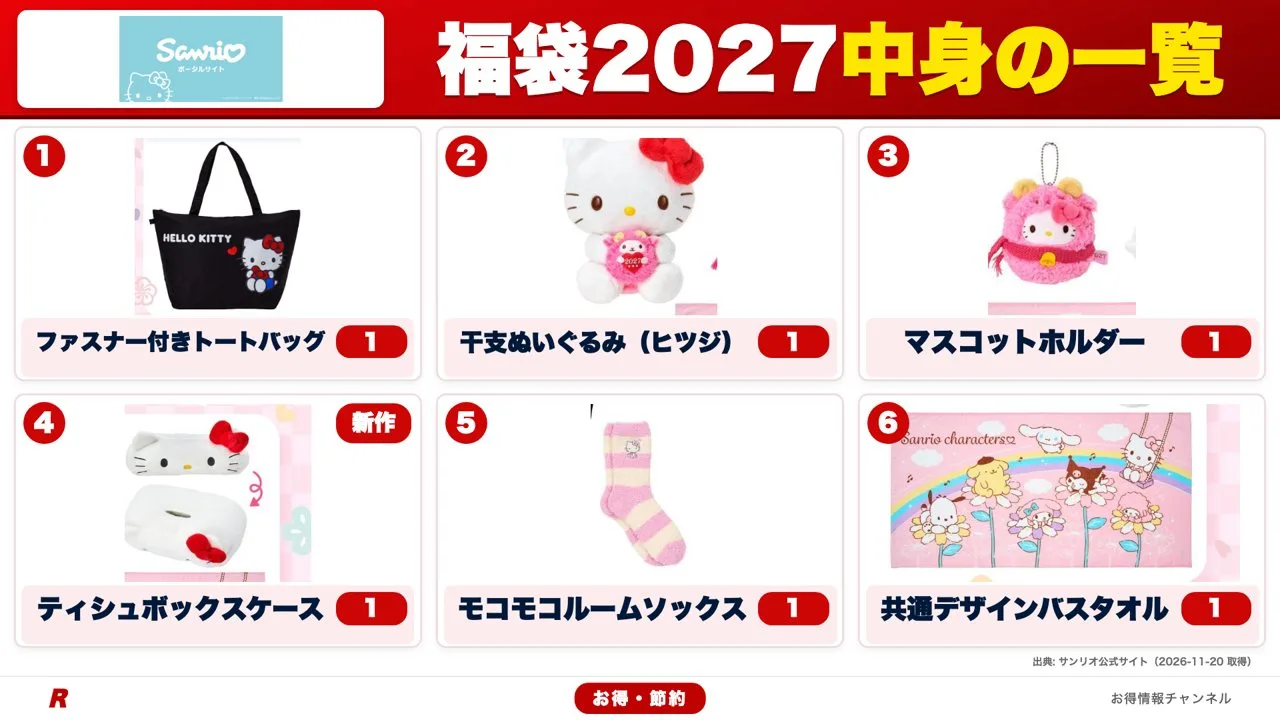 Sanrio
ポータルサイト
福袋2027中身の一覧
1
HELLO KITTY
ファスナー付きトートバッグ
1
2
2027
干支ぬいぐるみ（ヒツジ）
1
3
マスコットホルダー
1
4
新作
ティシュボックスケース
1
5
モコモコルームソックス
1
6
Sanrio characters
共通デザインバスタオル
1
出典: サンリオ公式サイト（2026-11-20 取得）
R
お得・節約
お得情報チャンネル